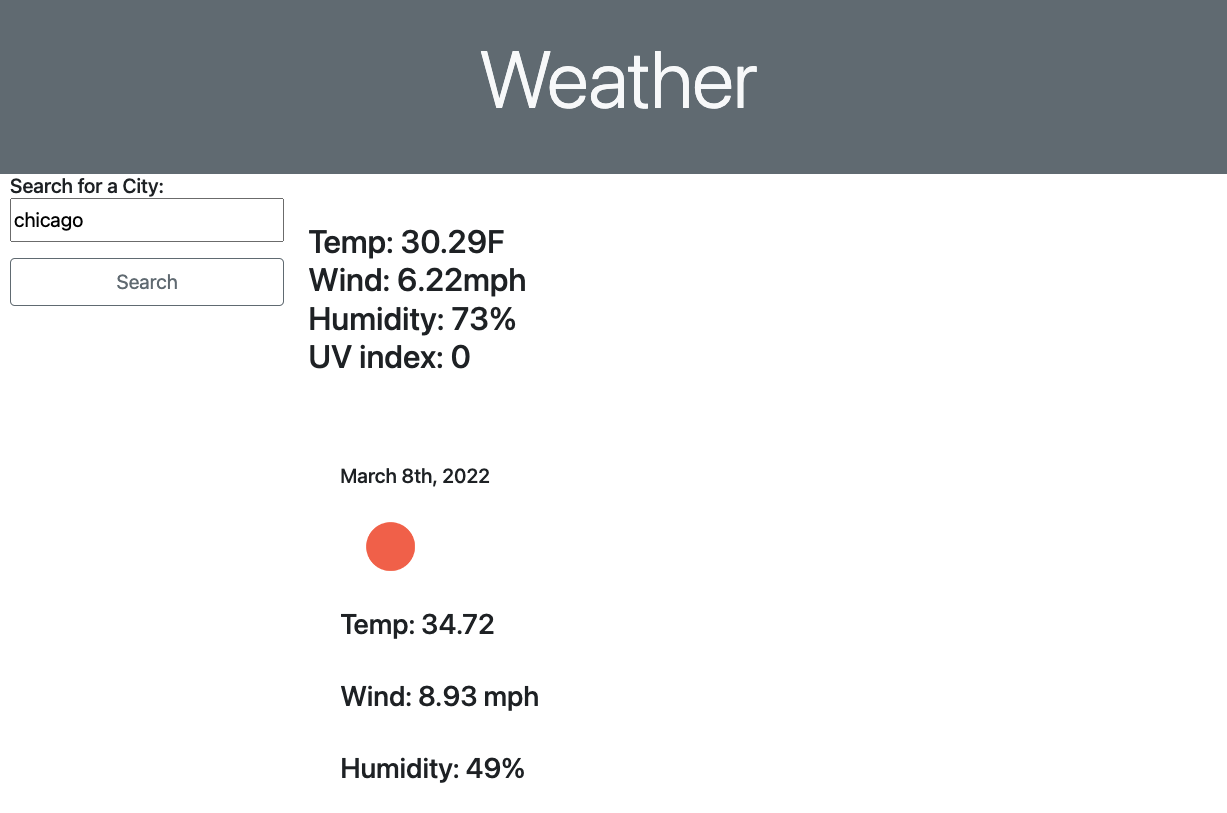 Weather
Search for a City:
chicago
Search
Temp: 30.29F
Wind: 6.22mph
Humidity: 73%
UV index: 0
March 8th, 2022
Temp: 34.72
Wind: 8.93 mph
Humidity: 49%